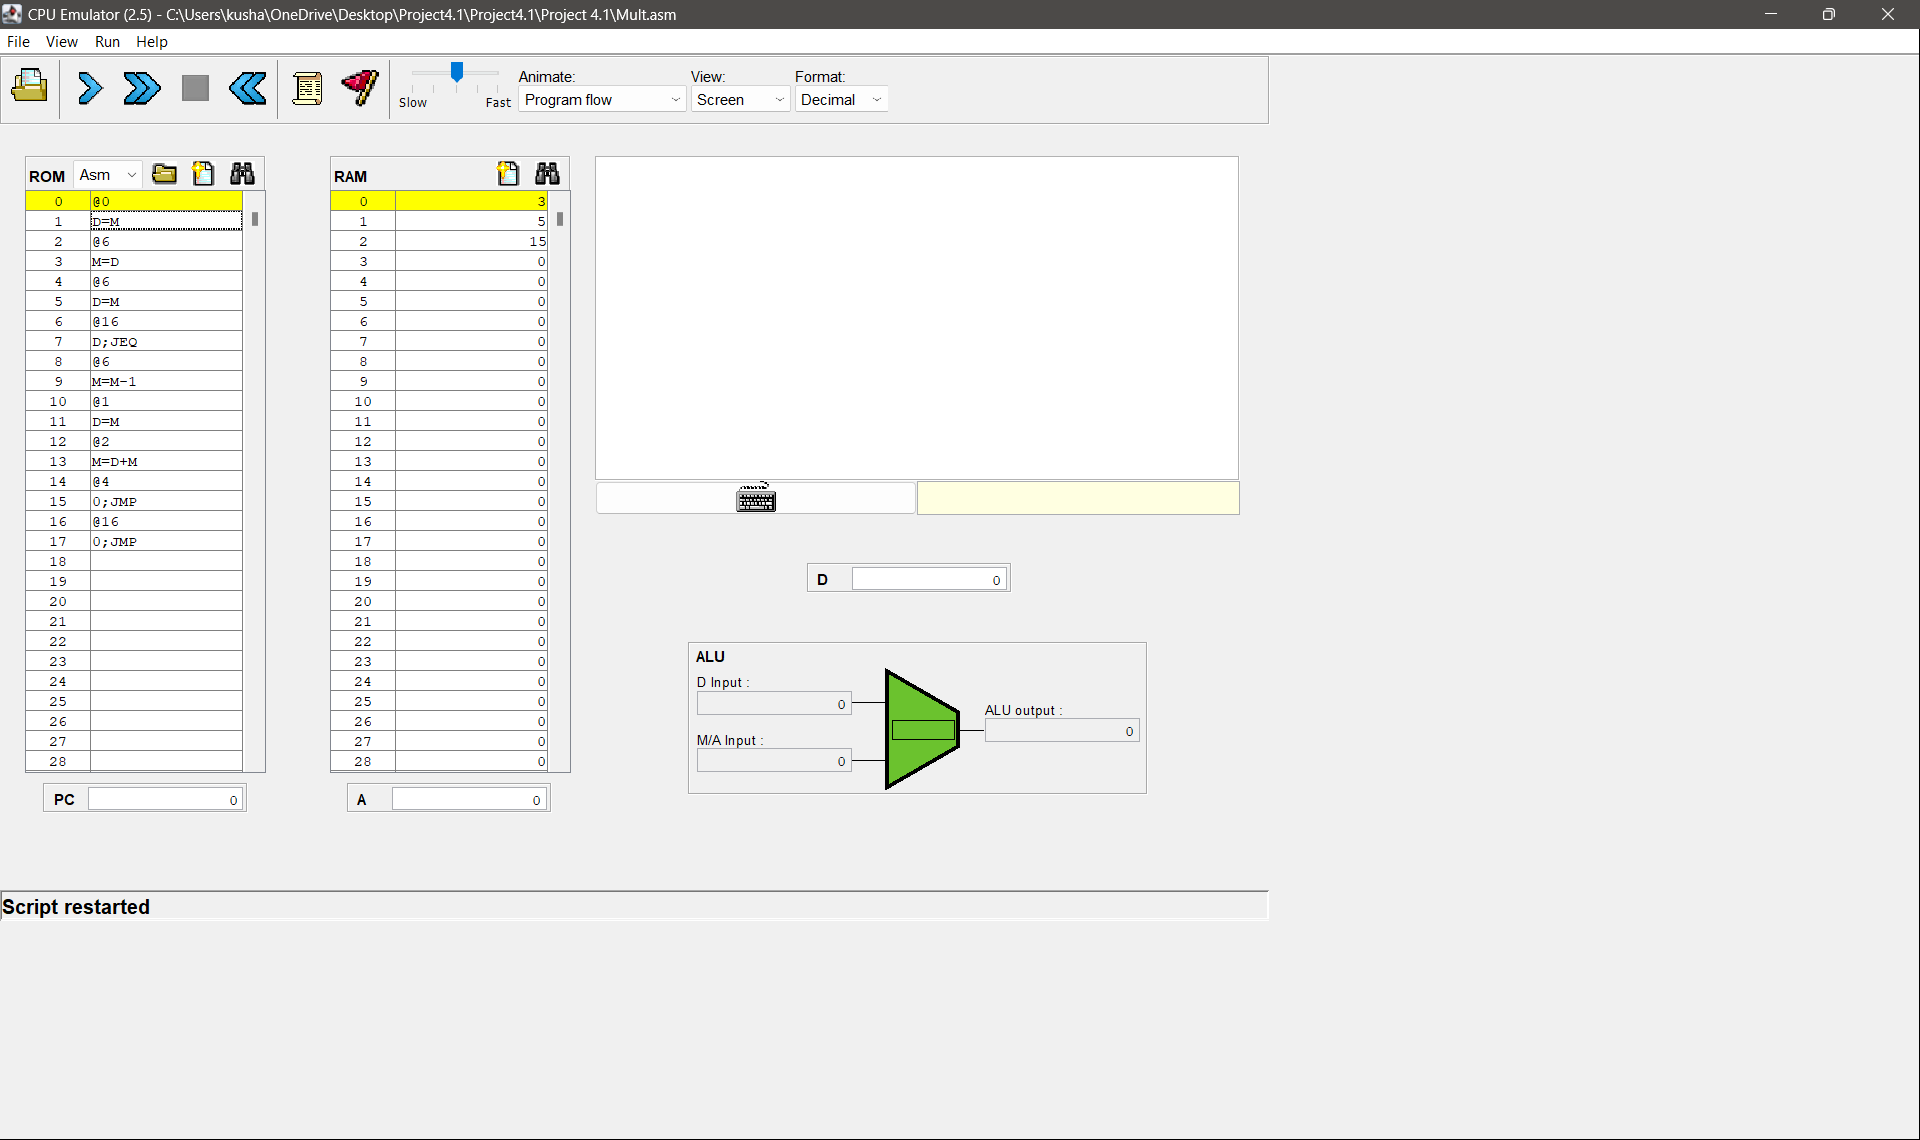 CPU Emulator (2.5) - C:\Users\kusha\OneDrive\Desktop\Project4.1\Project4.1\Project 4.1\Mult.asm
File View Run Help
Slow Fast
Animate:
Program flow
View:
Screen
Format:
Decimal
ROM Asm
0 @0
1 D=M
2 @6
3 M=D
4 @6
5 D=M
6 @16
7 D;JEQ
8 @6
9 M=M-1
10 @1
11 D=M
12 @2
13 M=D+M
14 @4
15 0;JMP
16 @16
17 0;JMP
18
19
20
21
22
23
24
25
26
27
28
PC 0
RAM
0 3
1 5
2 15
3 0
4 0
5 0
6 0
7 0
8 0
9 0
10 0
11 0
12 0
13 0
14 0
15 0
16 0
17 0
18 0
19 0
20 0
21 0
22 0
23 0
24 0
25 0
26 0
27 0
28 0
A 0
D 0
ALU
D Input :
0
M/A Input :
0
ALU output :
0
Script restarted